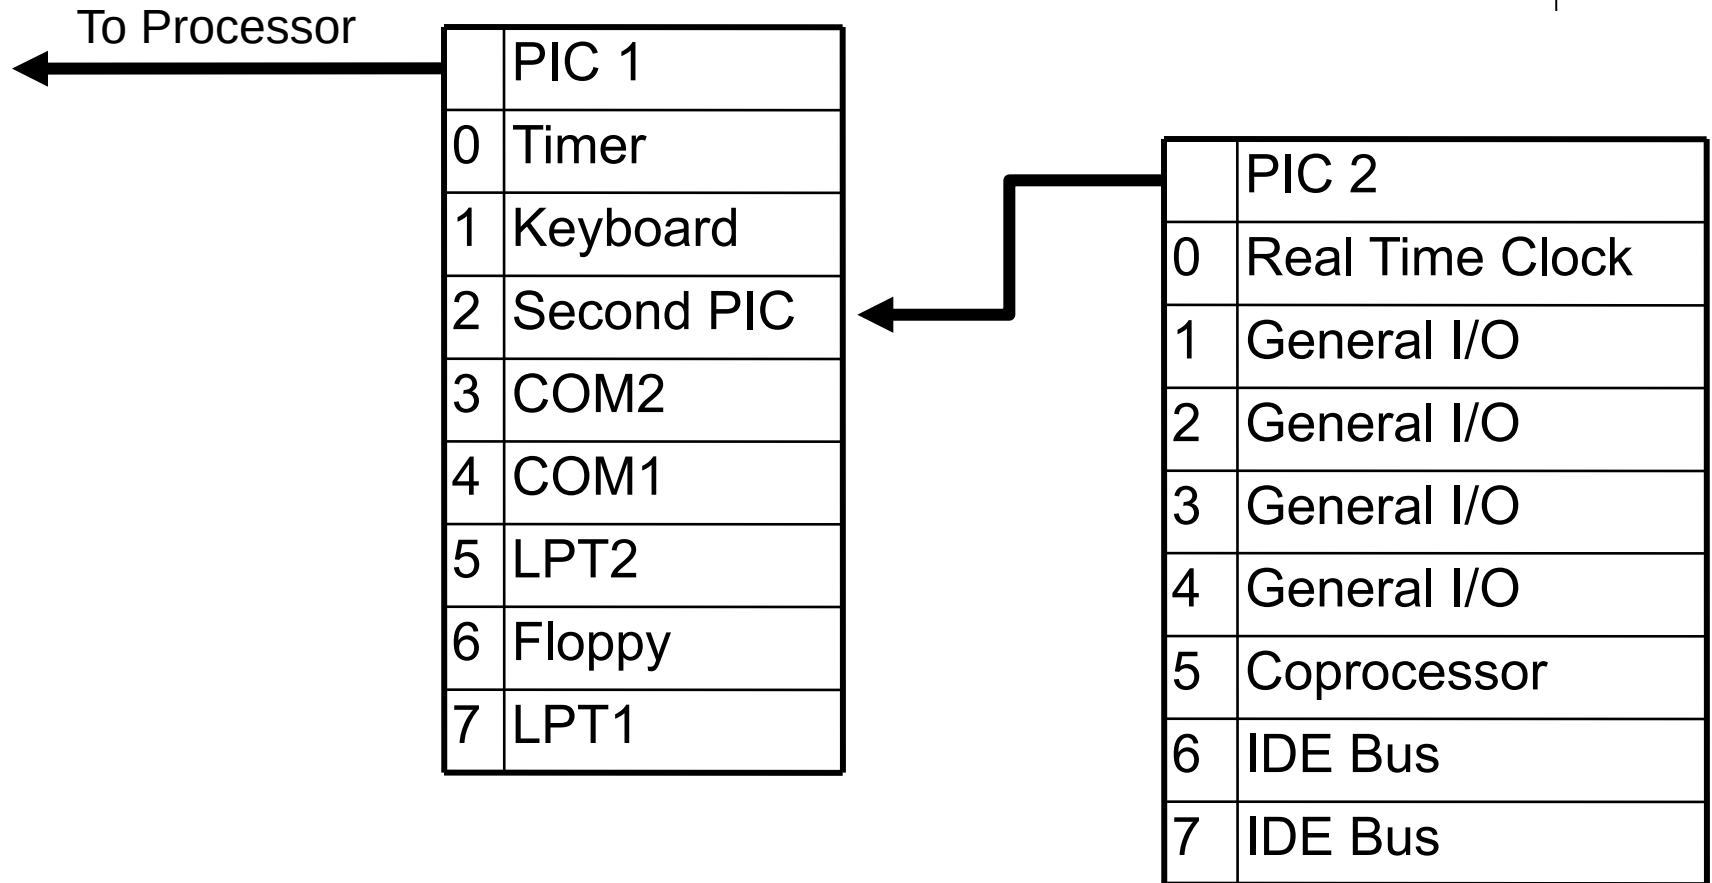 To Processor
PIC 1
0 Timer
1 Keyboard
2 Second PIC
3 COM2
4 COM1
5 LPT2
6 Floppy
7 LPT1
PIC 2
0 Real Time Clock
1 General I/O
2 General I/O
3 General I/O
4 General I/O
5 Coprocessor
6 IDE Bus
7 IDE Bus